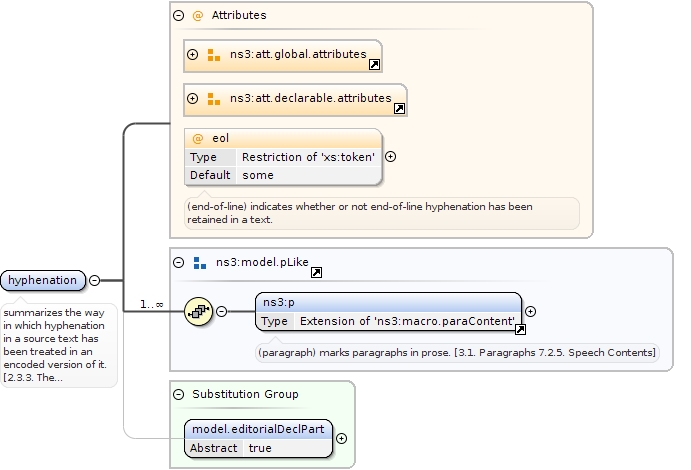 @ Attributes
ns3:att.global.attributes
ns3:att.declarable.attributes
@ eol
Type Restriction of 'xs:token'
Default some
(end-of-line) indicates whether or not end-of-line hyphenation has been
retained in a text.
hyphenation
summarizes the way
in which hyphenation
in a source text has
been treated in an
encoded version of it.
[2.3.3. The...
ns3:model.pLike
1..∞
ns3:p
Type Extension of 'ns3:macro.paraContent'
(paragraph) marks paragraphs in prose. [3.1. Paragraphs 7.2.5. Speech Contents]
Substitution Group
model.editorialDeclPart
Abstract true